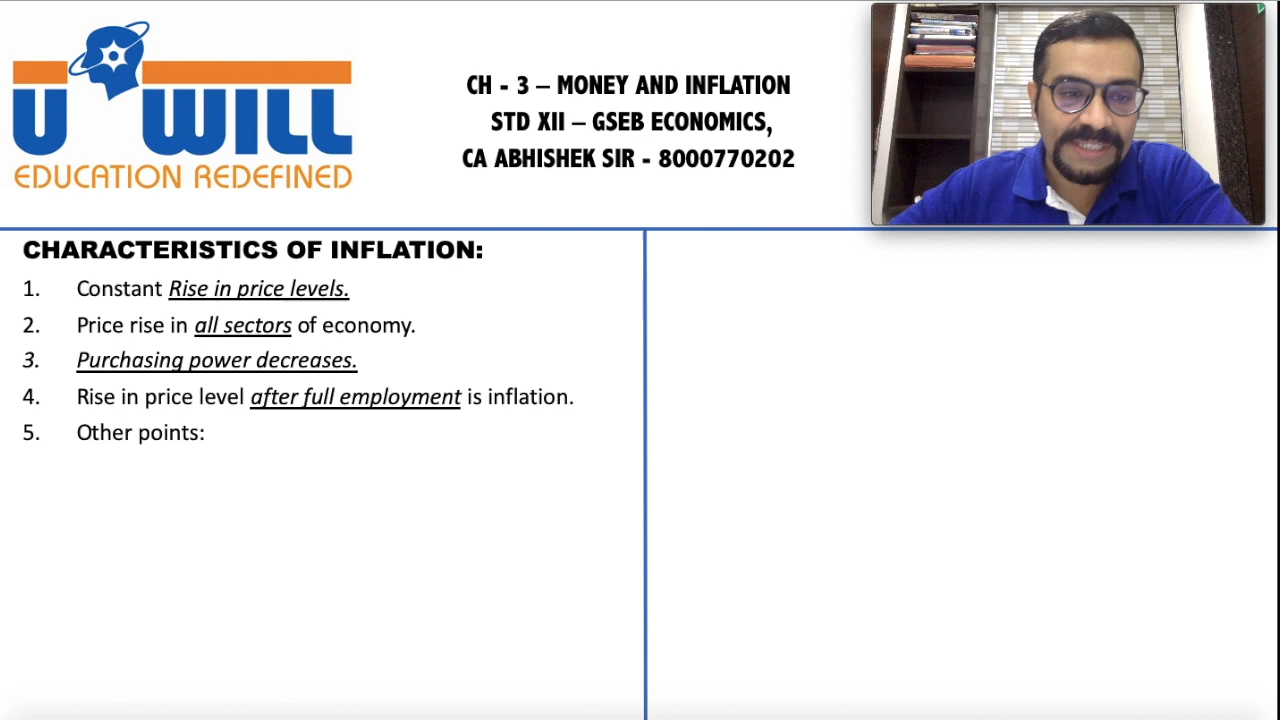 U WILL
EDUCATION REDEFINED
CH - 3 – MONEY AND INFLATION
STD XII – GSEB ECONOMICS,
CA ABHISHEK SIR - 8000770202
CHARACTERISTICS OF INFLATION:
1. Constant Rise in price levels.
2. Price rise in all sectors of economy.
3. Purchasing power decreases.
4. Rise in price level after full employment is inflation.
5. Other points: